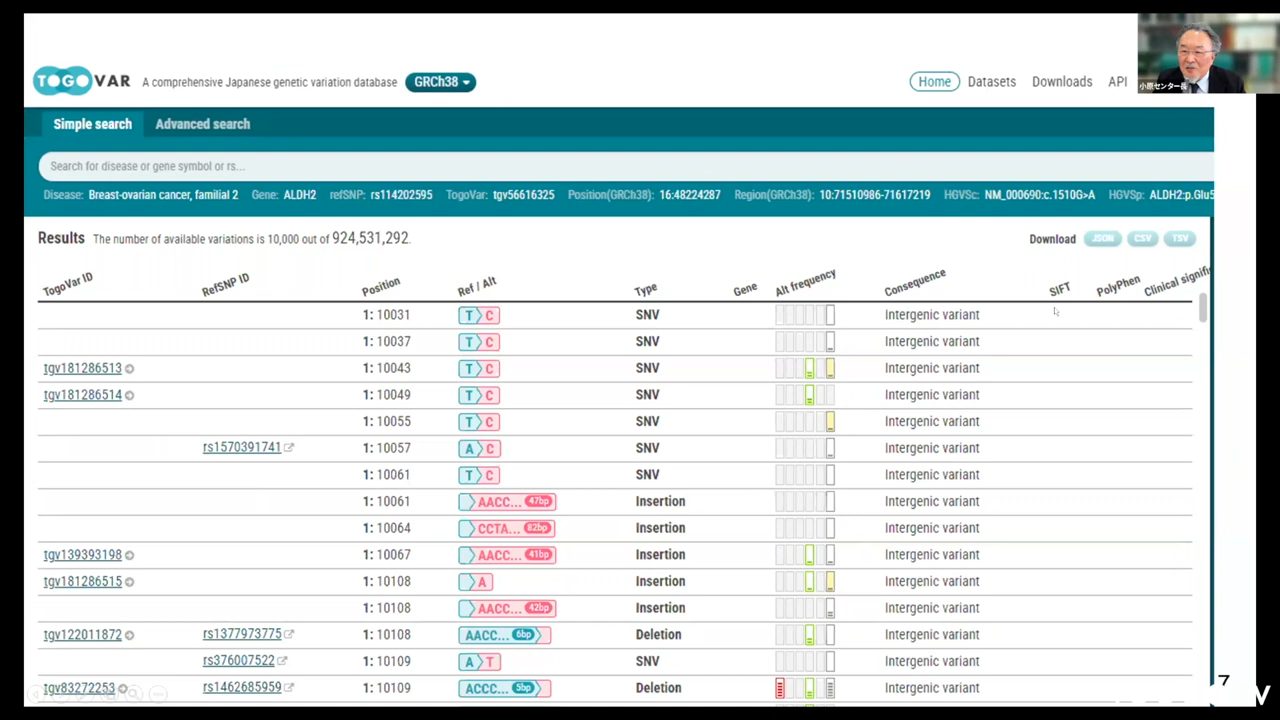 小原センター長
TOGOVAR A comprehensive Japanese genetic variation database GRCh38 Home Datasets Downloads API
Simple search Advanced search
Search for disease or gene symbol or rs...
Disease: Breast-ovarian cancer, familial 2 Gene: ALDH2 refSNP: rs114202595 TogoVar: tgv56616325 Position(GRCh38): 16:48224287 Region(GRCh38): 10:71510986-71617219 HGVSc: NM_000690:c.1510G>A HGVSp: ALDH2:p.Glu5
Results The number of available variations is 10,000 out of 924,531,292. Download JSON CSV TSV
TogoVar ID RefSNP ID Position Ref / Alt Type Gene Alt frequency Consequence SIFT PolyPhen Clinical signifi
1: 10031 T C SNV Intergenic variant
1: 10037 T C SNV Intergenic variant
tgv181286513 1: 10043 T C SNV Intergenic variant
tgv181286514 1: 10049 T C SNV Intergenic variant
1: 10055 T C SNV Intergenic variant
rs1570391741 1: 10057 A C SNV Intergenic variant
1: 10061 T C SNV Intergenic variant
1: 10061 AACC... 47bp Insertion Intergenic variant
1: 10064 CCTA... 82bp Insertion Intergenic variant
tgv139393198 1: 10067 AACC... 41bp Insertion Intergenic variant
tgv181286515 1: 10108 A Insertion Intergenic variant
1: 10108 AACC... 42bp Insertion Intergenic variant
tgv122011872 rs1377973775 1: 10108 AACC... 6bp Deletion Intergenic variant
rs376007522 1: 10109 A T SNV Intergenic variant
tgv83272253 rs1462685959 1: 10109 ACCC... 5bp Deletion Intergenic variant
7